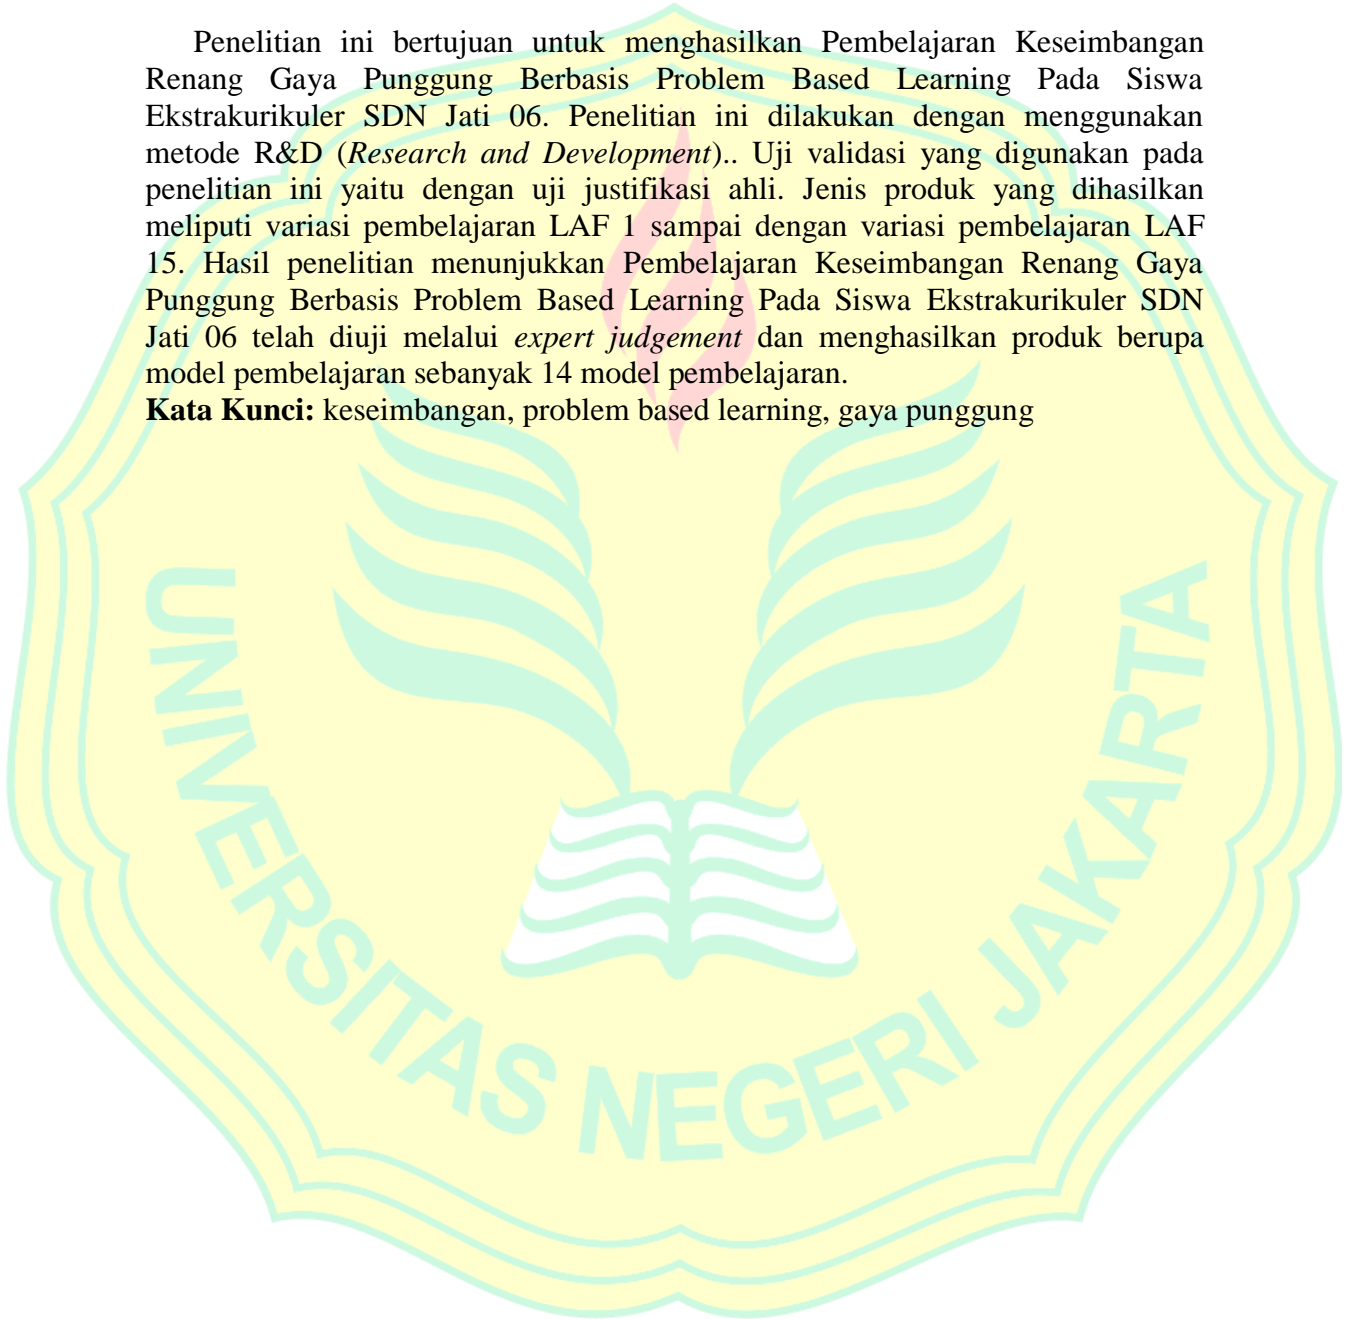 Penelitian ini bertujuan untuk menghasilkan Pembelajaran Keseimbangan
Renang Gaya Punggung Berbasis Problem Based Learning Pada Siswa
Ekstrakurikuler SDN Jati 06. Penelitian ini dilakukan dengan menggunakan
metode R&D (Research and Development).. Uji validasi yang digunakan pada
penelitian ini yaitu dengan uji justifikasi ahli. Jenis produk yang dihasilkan
meliputi variasi pembelajaran LAF 1 sampai dengan variasi pembelajaran LAF
15. Hasil penelitian menunjukkan Pembelajaran Keseimbangan Renang Gaya
Punggung Berbasis Problem Based Learning Pada Siswa Ekstrakurikuler SDN
Jati 06 telah diuji melalui expert judgement dan menghasilkan produk berupa
model pembelajaran sebanyak 14 model pembelajaran.
Kata Kunci: keseimbangan, problem based learning, gaya punggung
UNIVERSITAS NEGERI JAKARTA